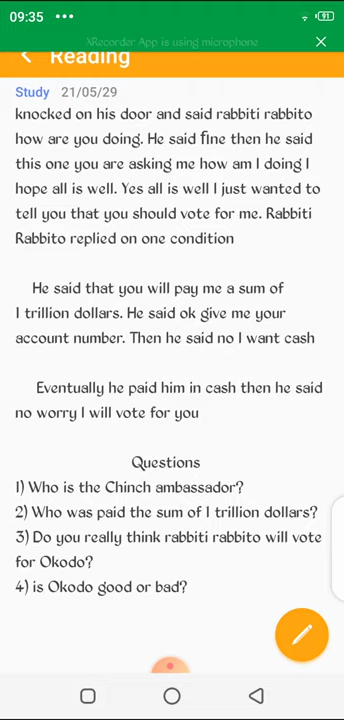 09:35
91
XRecorder App is using microphone
Reading
Study 21/05/29
knocked on his door and said rabbiti rabbito
how are you doing. He said fine then he said
this one you are asking me how am I doing I
hope all is well. Yes all is well I just wanted to
tell you that you should vote for me. Rabbiti
Rabbito replied on one condition
He said that you will pay me a sum of
1 trillion dollars. He said ok give me your
account number. Then he said no I want cash
Eventually he paid him in cash then he said
no worry I will vote for you
Questions
1) Who is the Chinch ambassador?
2) Who was paid the sum of 1 trillion dollars?
3) Do you really think rabbiti rabbito will vote
for Okodo?
4) is Okodo good or bad?